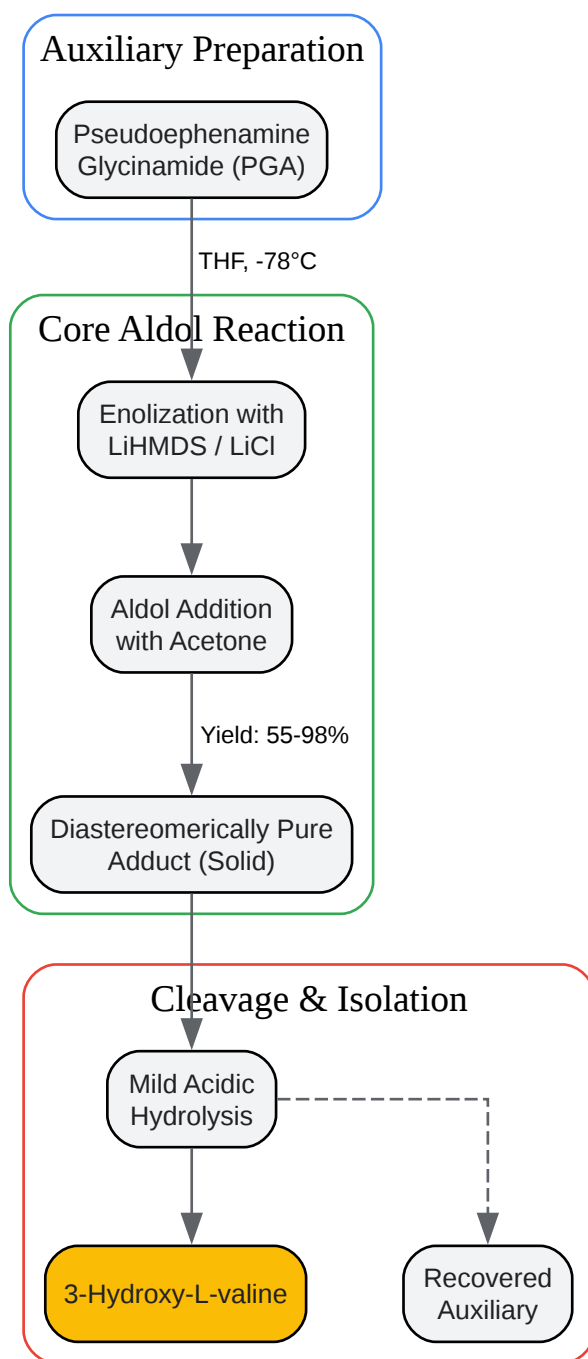 Auxiliary Preparation
Pseudoephenamine
Glycinamide (PGA)
THF, -78°C
Core Aldol Reaction
Enolization with
LiHMDS / LiCl
Aldol Addition
with Acetone
Yield: 55-98%
Diastereomerically Pure
Adduct (Solid)
Cleavage & Isolation
Mild Acidic
Hydrolysis
3-Hydroxy-L-valine
Recovered
Auxiliary